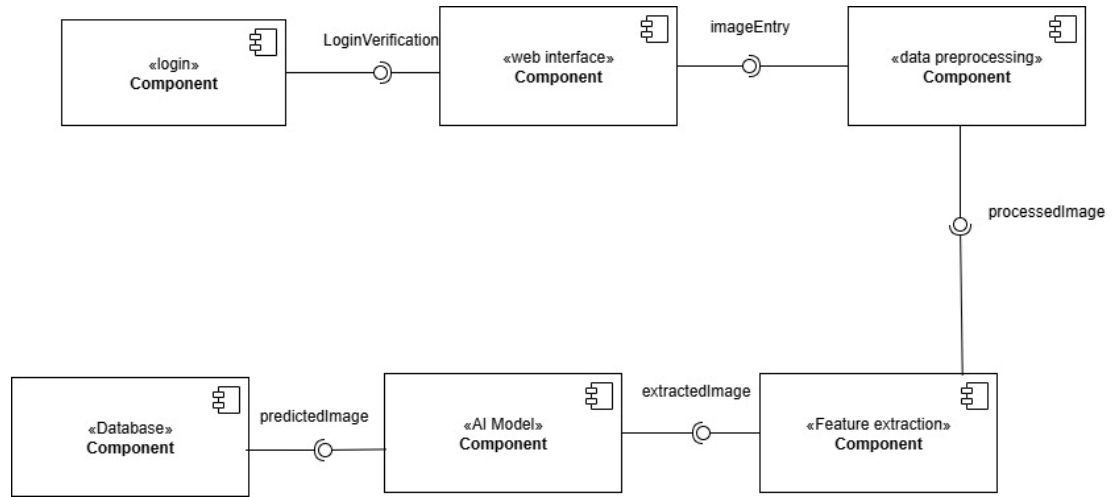 «login»
Component
LoginVerification
«web interface»
Component
imageEntry
«data preprocessing»
Component
processedImage
«Database»
Component
predictedImage
«AI Model»
Component
extractedImage
«Feature extraction»
Component